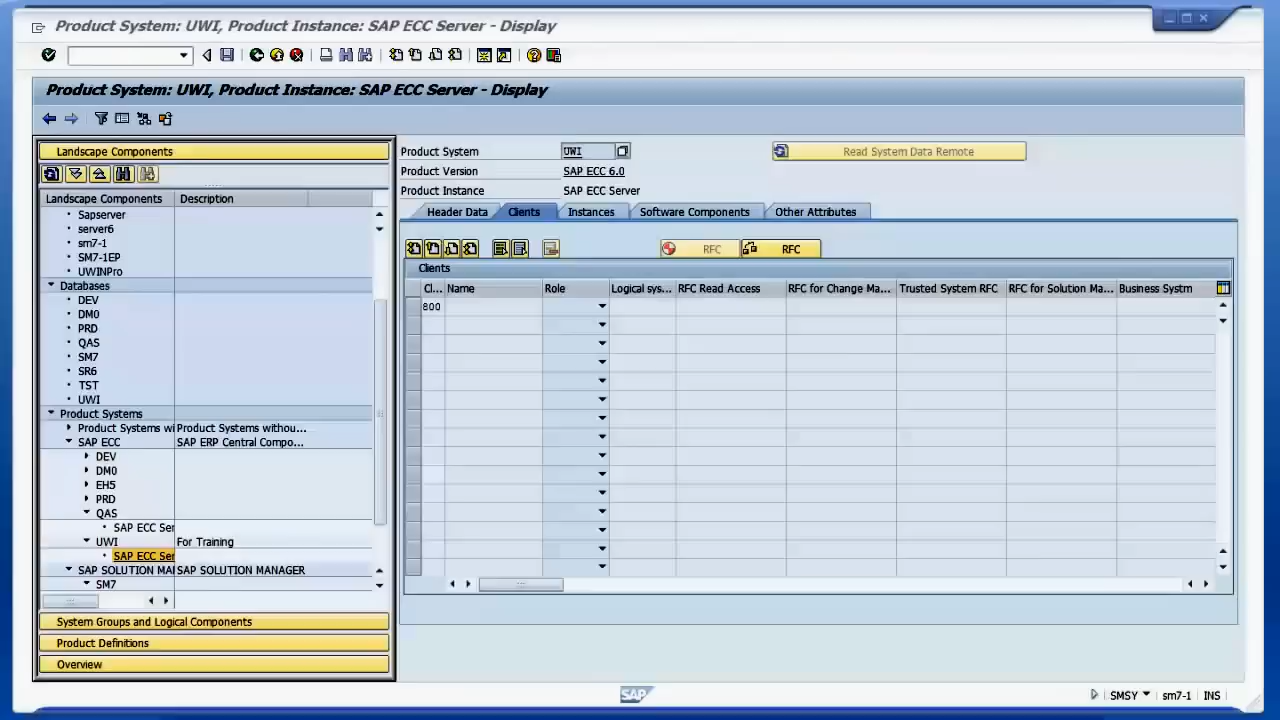 Product System: UWI, Product Instance: SAP ECC Server - Display
Product System: UWI, Product Instance: SAP ECC Server - Display
Landscape Components
Landscape Components Description
Sapserver
server6
sm7-1
SM7-1EP
UWINPro
Databases
DEV
DM0
PRD
QAS
SM7
SR6
TST
UWI
Product Systems
Product Systems wi Product Systems withou...
SAP ECC SAP ERP Central Compo...
DEV
DM0
EH5
PRD
QAS
SAP ECC Ser
UWI For Training
SAP ECC Ser
SAP SOLUTION MAI SAP SOLUTION MANAGER
SM7
System Groups and Logical Components
Product Definitions
Overview
Product System UWI Read System Data Remote
Product Version SAP ECC 6.0
Product Instance SAP ECC Server
Header Data Clients Instances Software Components Other Attributes
RFC RFC
Clients
Cl... Name Role Logical sys... RFC Read Access RFC for Change Ma... Trusted System RFC RFC for Solution Ma... Business Systm
800
SAP SMSY sm7-1 INS